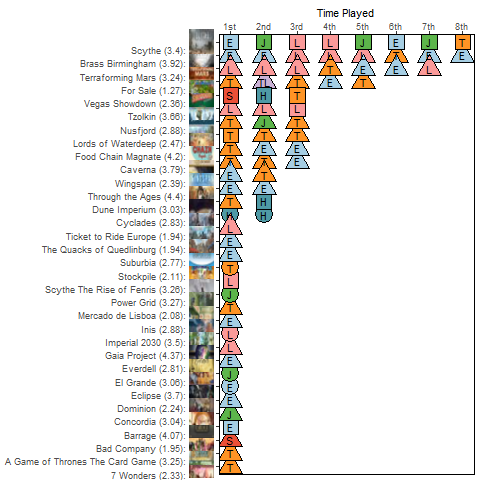 Time Played
1st 2nd 3rd 4th 5th 6th 7th 8th
Scythe (3.4): E J L L J E J T
Brass Birmingham (3.92): E
Terraforming Mars (3.24): L L L T E E L
For Sale (1.27): T T E T
Vegas Showdown (2.36): S H T
Tzolkin (3.66): L L T
Nusfjord (2.88): T J T
Lords of Waterdeep (2.47): T T T
Food Chain Magnate (4.2): T E E
Caverna (3.79): E
Wingspan (2.39): E T
Through the Ages (4.4): E E
Dune Imperium (3.03): T H
Cyclades (2.83): H H
Ticket to Ride Europe (1.94): L
The Quacks of Quedlinburg (1.94): E
Suburbia (2.77): E
Stockpile (2.11): T
Scythe The Rise of Fenris (3.26): L
Power Grid (3.27): J
Mercado de Lisboa (2.08): T
Inis (2.88): E
Imperial 2030 (3.5): L
Gaia Project (4.37): L
Everdell (2.81): E
El Grande (3.06): J
Eclipse (3.7): E
Dominion (2.24): E
Concordia (3.04): J
Barrage (4.07): E
Bad Company (1.95): S
A Game of Thrones The Card Game (3.25): T
7 Wonders (2.33): T